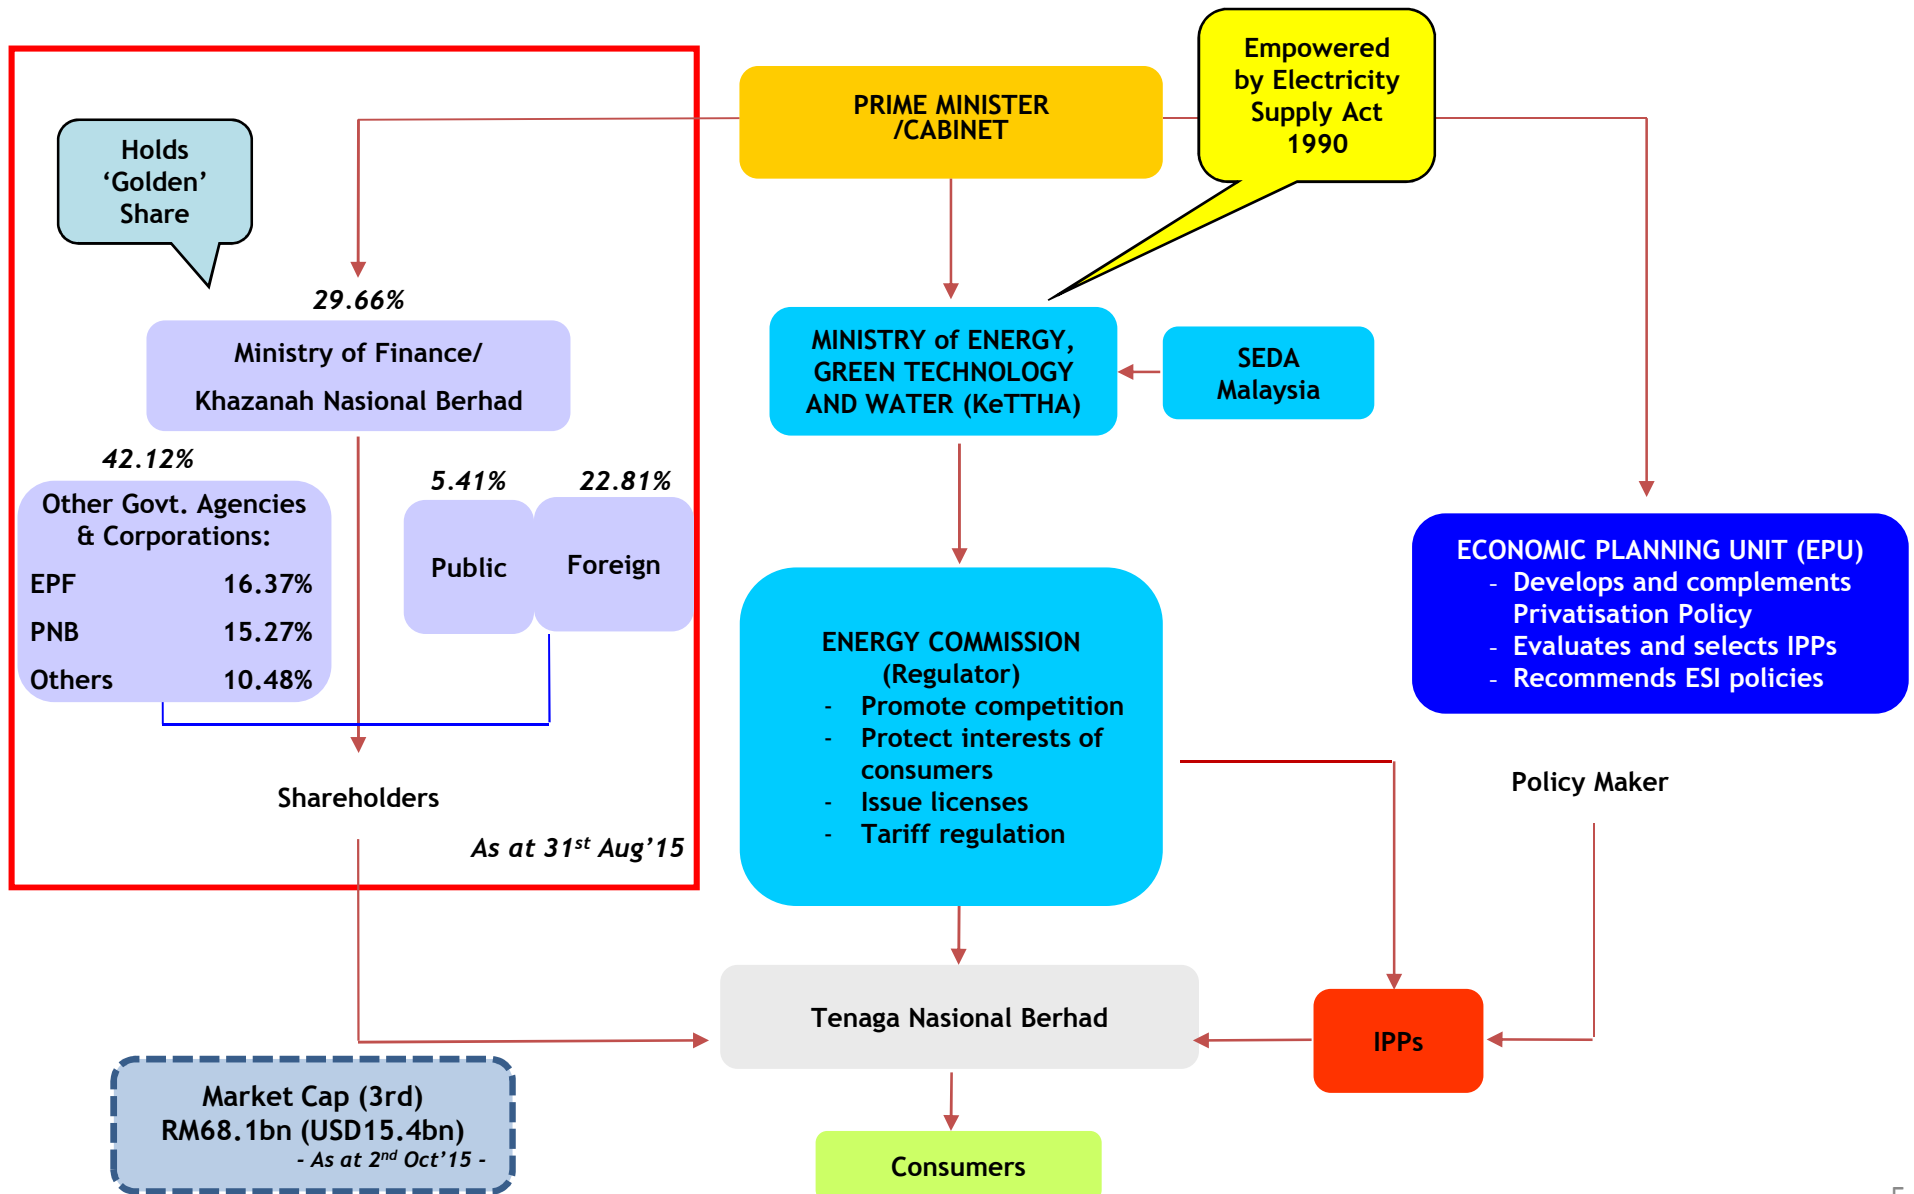 Empowered
by Electricity
Supply Act
1990
PRIME MINISTER
/CABINET
Holds
‘Golden’
Share
29.66%
Ministry of Finance/
Khazanah Nasional Berhad
MINISTRY of ENERGY,
GREEN TECHNOLOGY
AND WATER (KeTTHA)
SEDA
Malaysia
42.12%
Other Govt. Agencies
& Corporations:
EPF 16.37%
PNB 15.27%
Others 10.48%
5.41%
Public
22.81%
Foreign
Shareholders
As at 31st Aug’15
ENERGY COMMISSION
(Regulator)
- Promote competition
- Protect interests of
consumers
- Issue licenses
- Tariff regulation
ECONOMIC PLANNING UNIT (EPU)
- Develops and complements
Privatisation Policy
- Evaluates and selects IPPs
- Recommends ESI policies
Policy Maker
Tenaga Nasional Berhad
IPPs
Market Cap (3rd)
RM68.1bn (USD15.4bn)
- As at 2nd Oct’15 -
Consumers